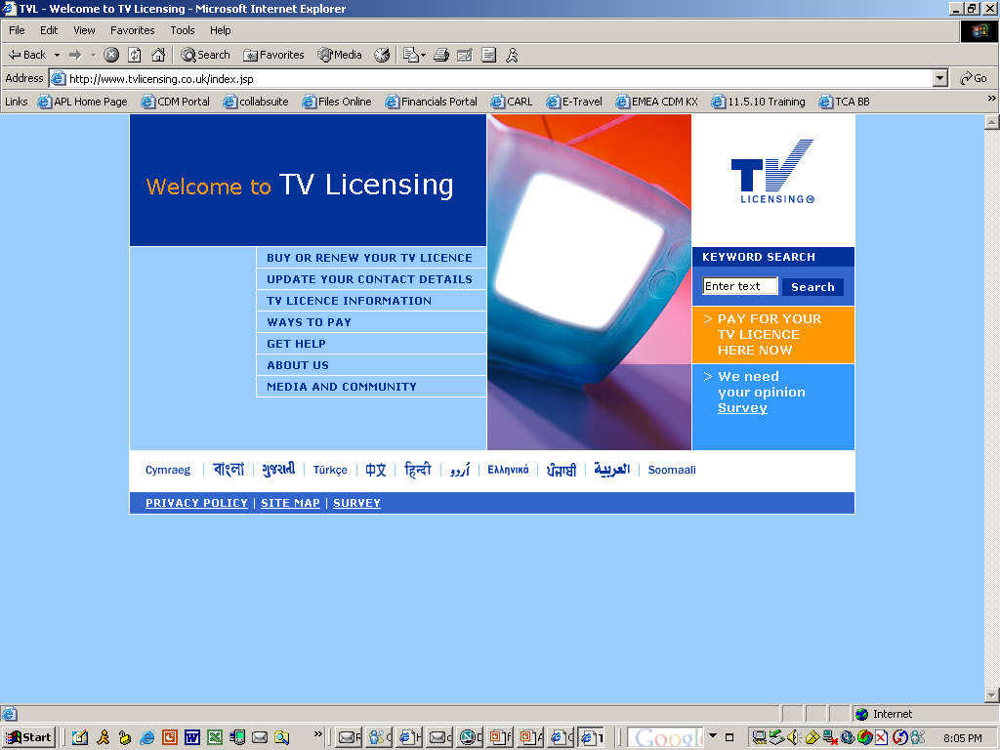 TVL - Welcome to TV Licensing - Microsoft Internet Explorer
File Edit View Favorites Tools Help
Back Search Favorites Media
Address http://www.tvlicensing.co.uk/index.jsp Go
Links APL Home Page CDM Portal collabsuite Files Online Financials Portal CARL E-Travel EMEA CDM KX 11.5.10 Training TCA BB »
Welcome to TV Licensing
TV
LICENSING
BUY OR RENEW YOUR TV LICENCE
UPDATE YOUR CONTACT DETAILS
TV LICENCE INFORMATION
WAYS TO PAY
GET HELP
ABOUT US
MEDIA AND COMMUNITY
KEYWORD SEARCH
Enter text Search
> PAY FOR YOUR
TV LICENCE
HERE NOW
> We need
your opinion
Survey
Cymraeg | বাংলা | ગુજરાતી | Türkçe | 中文 | हिन्दी | اُردو | Ελληνικά | ਪੰਜਾਬੀ | العربية | Soomaali
PRIVACY POLICY | SITE MAP | SURVEY
Internet
Start » Google 8:05 PM